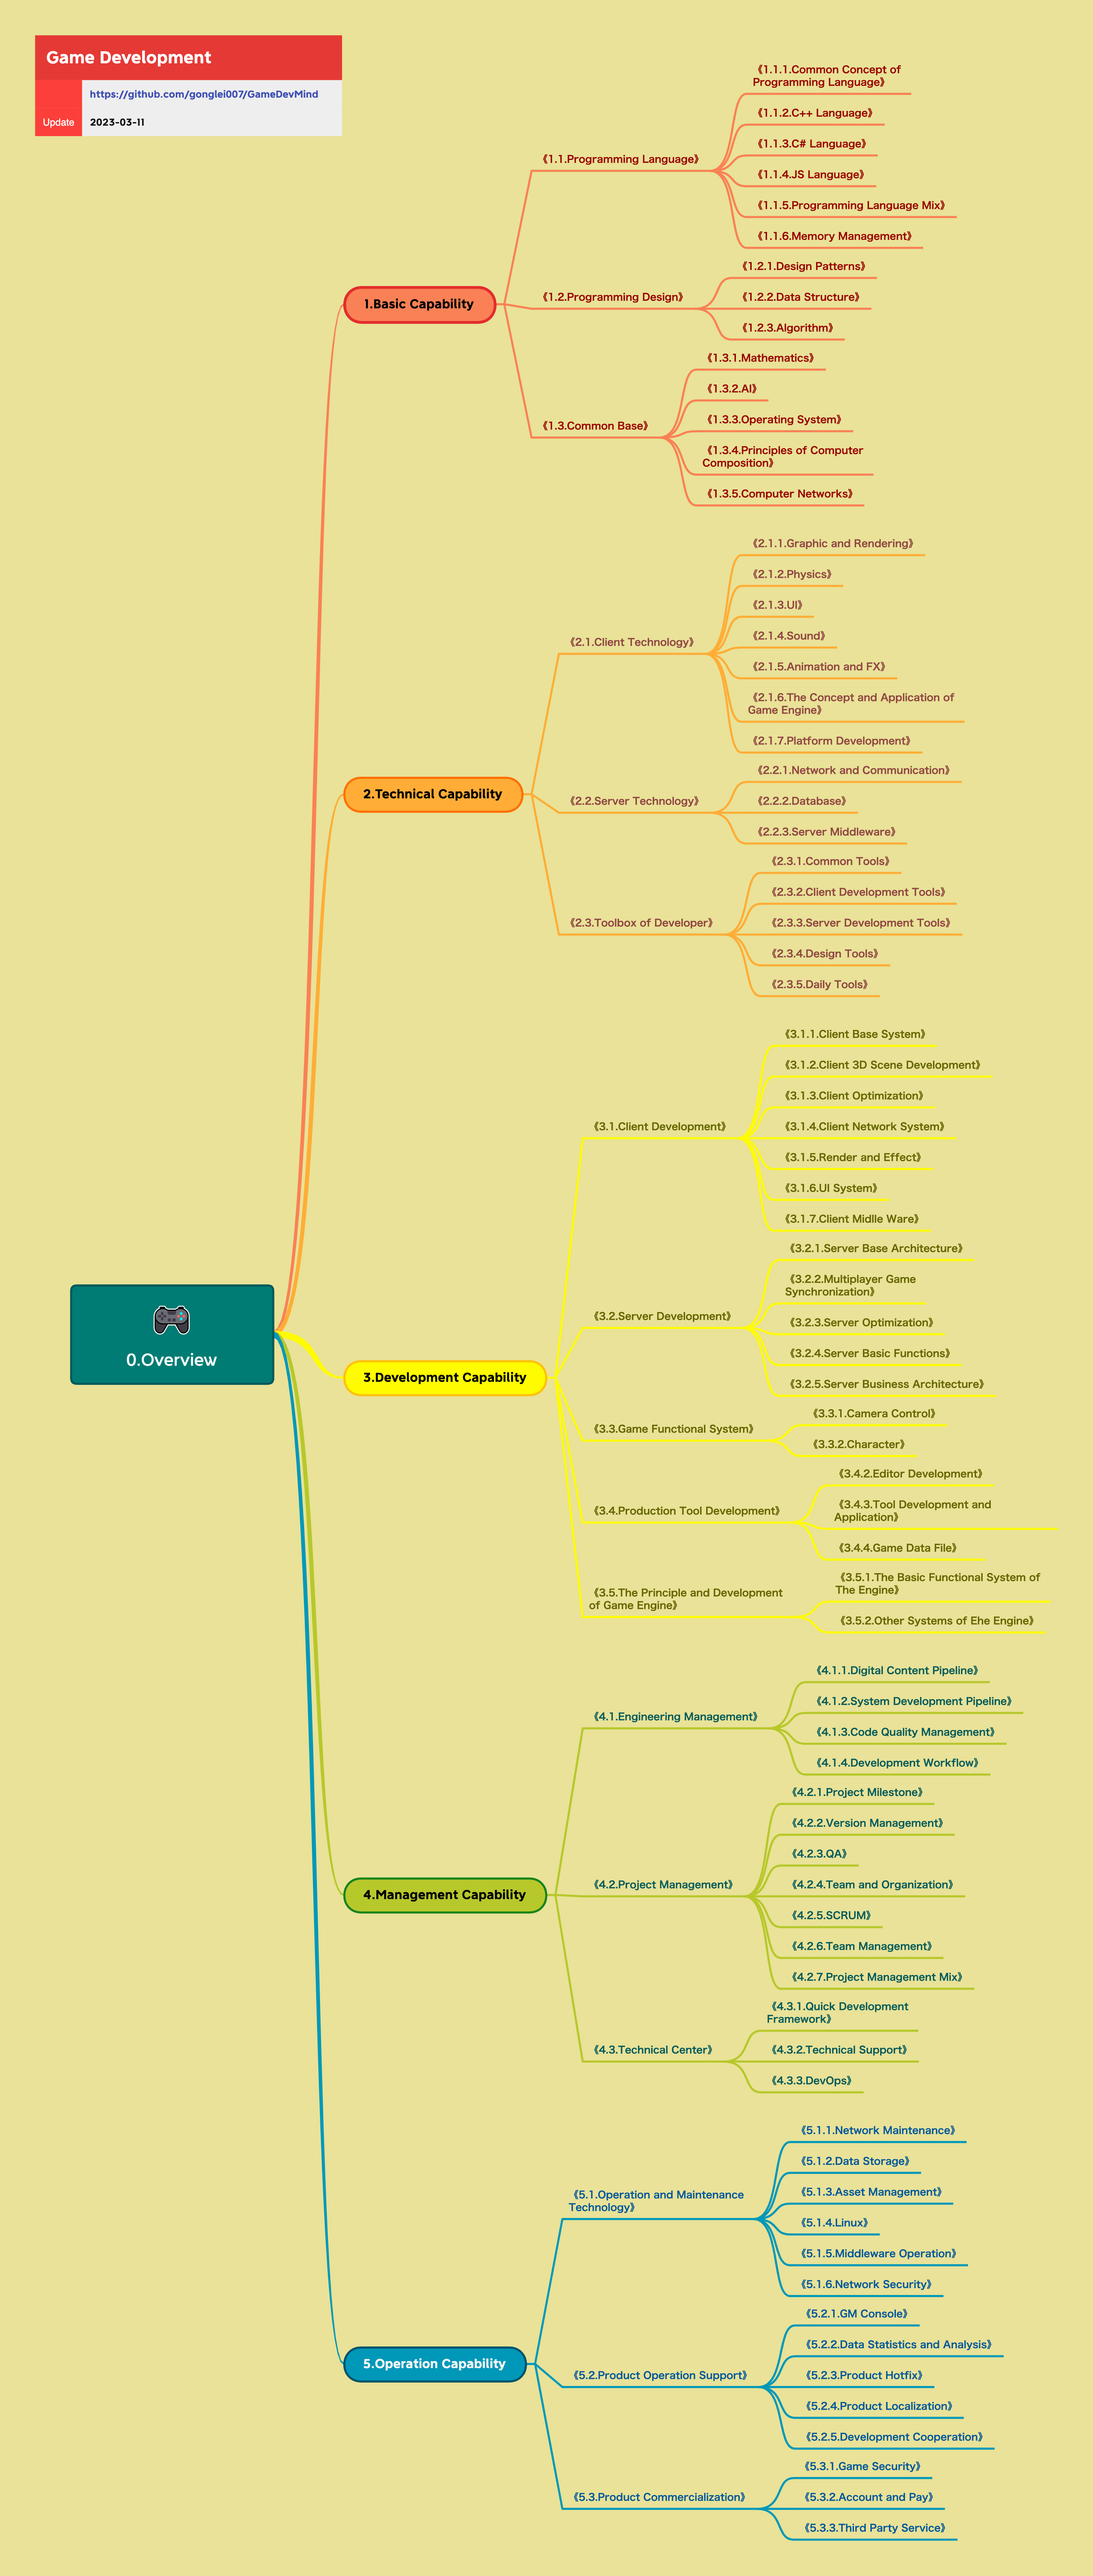 Game Development
https://github.com/gonglei007/GameDevMind
Update 2023-03-11
0.Overview
1.Basic Capability
《1.1.Programming Language》
《1.1.1.Common Concept of
Programming Language》
《1.1.2.C++ Language》
《1.1.3.C# Language》
《1.1.4.JS Language》
《1.1.5.Programming Language Mix》
《1.1.6.Memory Management》
《1.2.Programming Design》
《1.2.1.Design Patterns》
《1.2.2.Data Structure》
《1.2.3.Algorithm》
《1.3.Common Base》
《1.3.1.Mathematics》
《1.3.2.AI》
《1.3.3.Operating System》
《1.3.4.Principles of Computer
Composition》
《1.3.5.Computer Networks》
2.Technical Capability
《2.1.Client Technology》
《2.1.1.Graphic and Rendering》
《2.1.2.Physics》
《2.1.3.UI》
《2.1.4.Sound》
《2.1.5.Animation and FX》
《2.1.6.The Concept and Application of
Game Engine》
《2.1.7.Platform Development》
《2.2.Server Technology》
《2.2.1.Network and Communication》
《2.2.2.Database》
《2.2.3.Server Middleware》
《2.3.Toolbox of Developer》
《2.3.1.Common Tools》
《2.3.2.Client Development Tools》
《2.3.3.Server Development Tools》
《2.3.4.Design Tools》
《2.3.5.Daily Tools》
3.Development Capability
《3.1.Client Development》
《3.1.1.Client Base System》
《3.1.2.Client 3D Scene Development》
《3.1.3.Client Optimization》
《3.1.4.Client Network System》
《3.1.5.Render and Effect》
《3.1.6.UI System》
《3.1.7.Client Midlle Ware》
《3.2.Server Development》
《3.2.1.Server Base Architecture》
《3.2.2.Multiplayer Game
Synchronization》
《3.2.3.Server Optimization》
《3.2.4.Server Basic Functions》
《3.2.5.Server Business Architecture》
《3.3.Game Functional System》
《3.3.1.Camera Control》
《3.3.2.Character》
《3.4.Production Tool Development》
《3.4.2.Editor Development》
《3.4.3.Tool Development and
Application》
《3.4.4.Game Data File》
《3.5.The Principle and Development
of Game Engine》
《3.5.1.The Basic Functional System of
The Engine》
《3.5.2.Other Systems of Ehe Engine》
4.Management Capability
《4.1.Engineering Management》
《4.1.1.Digital Content Pipeline》
《4.1.2.System Development Pipeline》
《4.1.3.Code Quality Management》
《4.1.4.Development Workflow》
《4.2.Project Management》
《4.2.1.Project Milestone》
《4.2.2.Version Management》
《4.2.3.QA》
《4.2.4.Team and Organization》
《4.2.5.SCRUM》
《4.2.6.Team Management》
《4.2.7.Project Management Mix》
《4.3.Technical Center》
《4.3.1.Quick Development
Framework》
《4.3.2.Technical Support》
《4.3.3.DevOps》
5.Operation Capability
《5.1.Operation and Maintenance
Technology》
《5.1.1.Network Maintenance》
《5.1.2.Data Storage》
《5.1.3.Asset Management》
《5.1.4.Linux》
《5.1.5.Middleware Operation》
《5.1.6.Network Security》
《5.2.Product Operation Support》
《5.2.1.GM Console》
《5.2.2.Data Statistics and Analysis》
《5.2.3.Product Hotfix》
《5.2.4.Product Localization》
《5.2.5.Development Cooperation》
《5.3.Product Commercialization》
《5.3.1.Game Security》
《5.3.2.Account and Pay》
《5.3.3.Third Party Service》